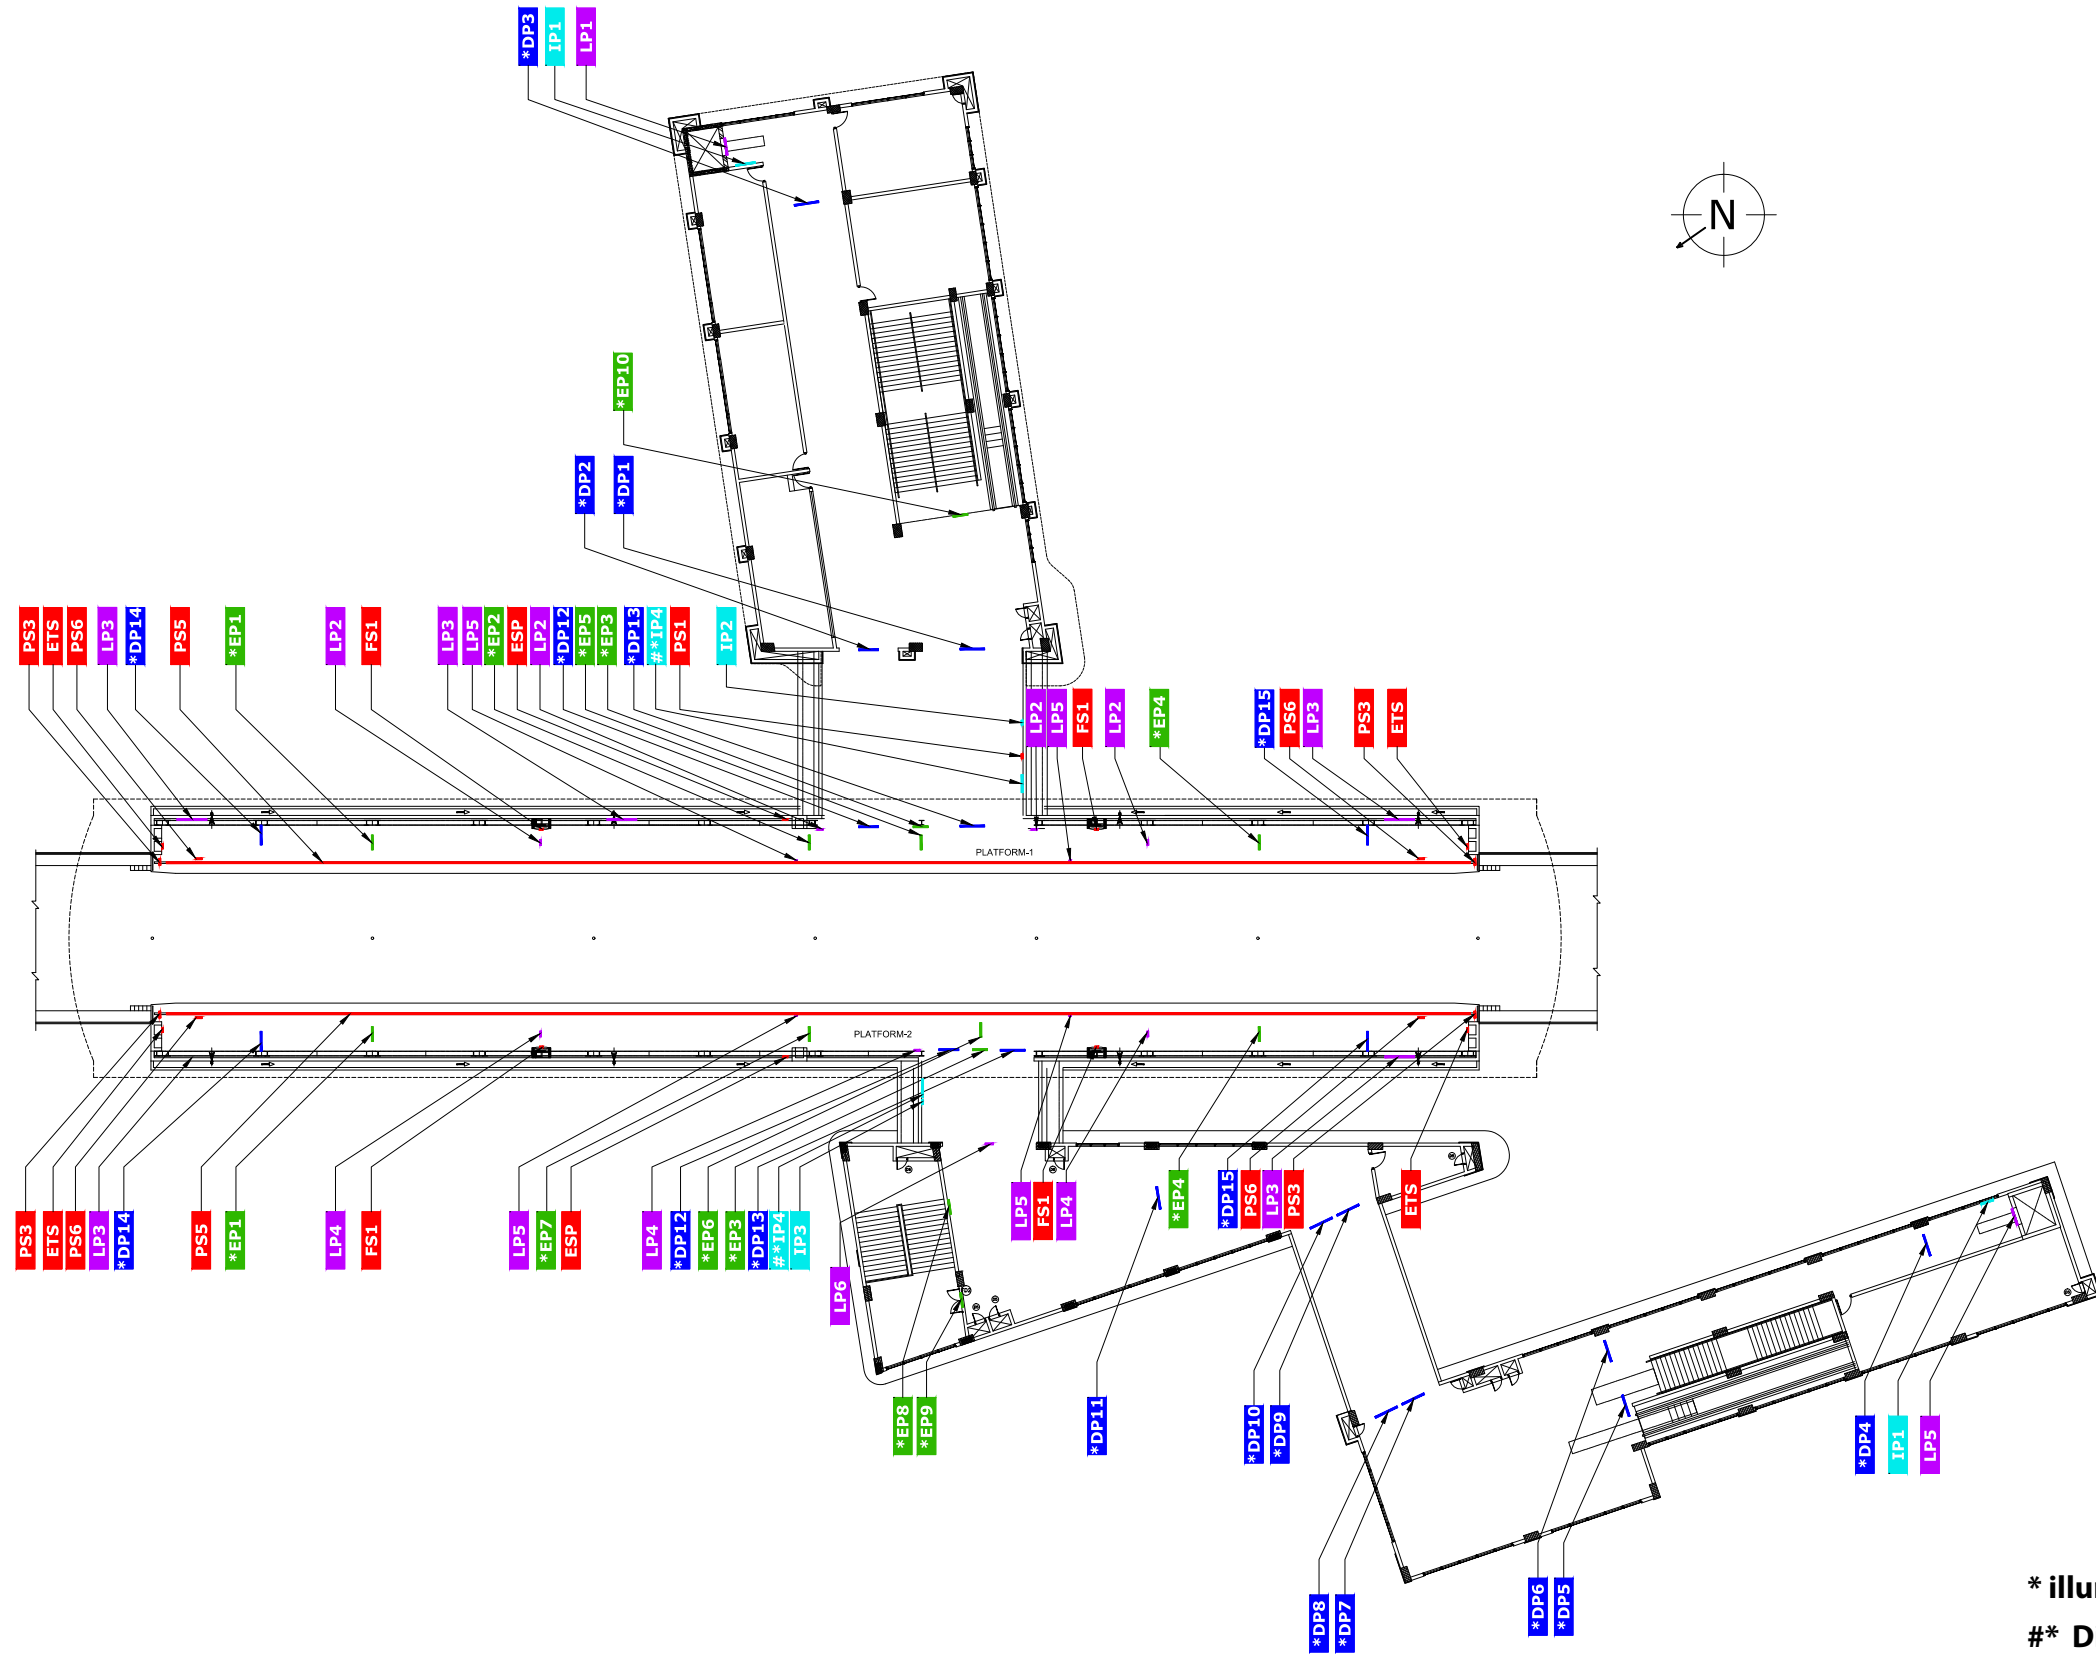 *DP3
IP1
LP1
N
*EP10
*DP2
*DP1
PS3
ETS
PS6
LP3
*DP14
PS5
*EP1
LP2
FS1
LP3
LP5
*EP2
ESP
LP2
*DP12
*EP5
*EP3
*DP13
#*IP4
PS1
IP2
LP2
LP5
FS1
LP2
*EP4
*DP15
PS6
LP3
PS3
ETS
PLATFORM-1
PLATFORM-2
PS3
ETS
PS6
LP3
*DP14
PS5
*EP1
LP4
FS1
LP5
*EP7
ESP
LP4
*DP12
*EP6
*EP3
*DP13
#*IP4
IP3
LP6
LP5
FS1
LP4
*EP4
*DP15
PS6
LP3
PS3
ETS
*EP8
*EP9
*DP11
*DP10
*DP9
*DP4
IP1
LP5
*DP8
*DP7
*DP6
*DP5
* illu
#* D